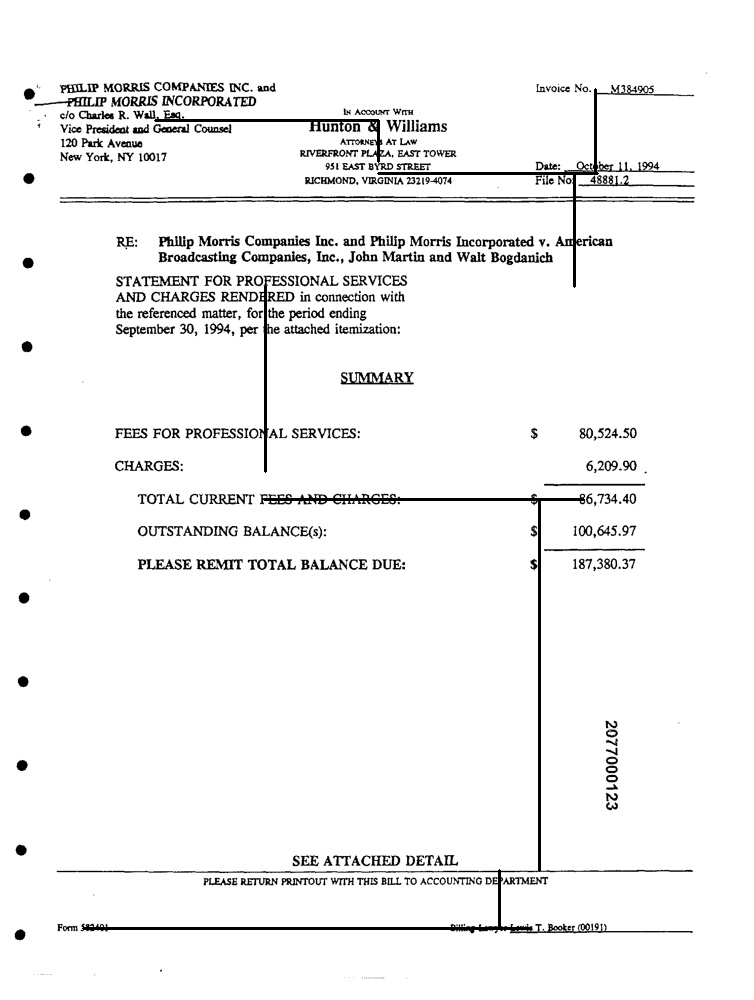 PHILIP MORRIS COMPANIES INC. and
PHILIP MORRIS INCORPORATED
c/o Charles R. Wall, Esq.
Vice President and General Counsel
120 Park Avenue
New York, NY 10017
IN ACCOUNT WITH
Hunton & Williams
ATTORNEYS AT LAW
RIVERFRONT PLAZA, EAST TOWER
951 EAST BYRD STREET
RICHMOND, VIRGINIA 23219-4074
Invoice No. M384905
Date: October 11, 1994
File No. 48881.2
RE: Philip Morris Companies Inc. and Philip Morris Incorporated v. American
Broadcasting Companies, Inc., John Martin and Walt Bogdanich
STATEMENT FOR PROFESSIONAL SERVICES
AND CHARGES RENDERED in connection with
the referenced matter, for the period ending
September 30, 1994, per the attached itemization:
SUMMARY
FEES FOR PROFESSIONAL SERVICES: $ 80,524.50
CHARGES: 6,209.90
TOTAL CURRENT FEES AND CHARGES: $ 86,734.40
OUTSTANDING BALANCE(s): $ 100,645.97
PLEASE REMIT TOTAL BALANCE DUE: $ 187,380.37
2077000123
SEE ATTACHED DETAIL
PLEASE RETURN PRINTOUT WITH THIS BILL TO ACCOUNTING DEPARTMENT
Form 582401
Billing Lawyer Lewis T. Booker (00191)